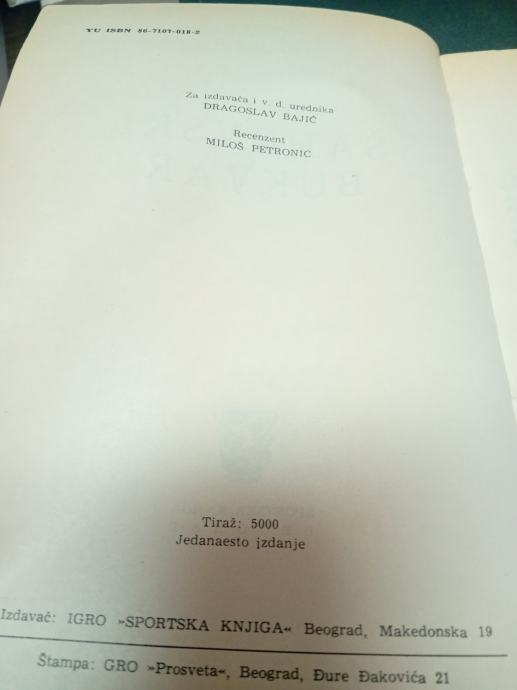 YU ISBN 86-7107-018-2
Za izdavača i v. d. urednika
DRAGOSLAV BAJIĆ
Recenzent
MILOŠ PETRONIĆ
BUKVAR
Tiraž: 5000
Jedanaesto izdanje
Izdavač: IGRO »SPORTSKA KNJIGA« Beograd, Makedonska 19
Štampa: GRO »Prosveta«, Beograd, Đure Đakovića 21